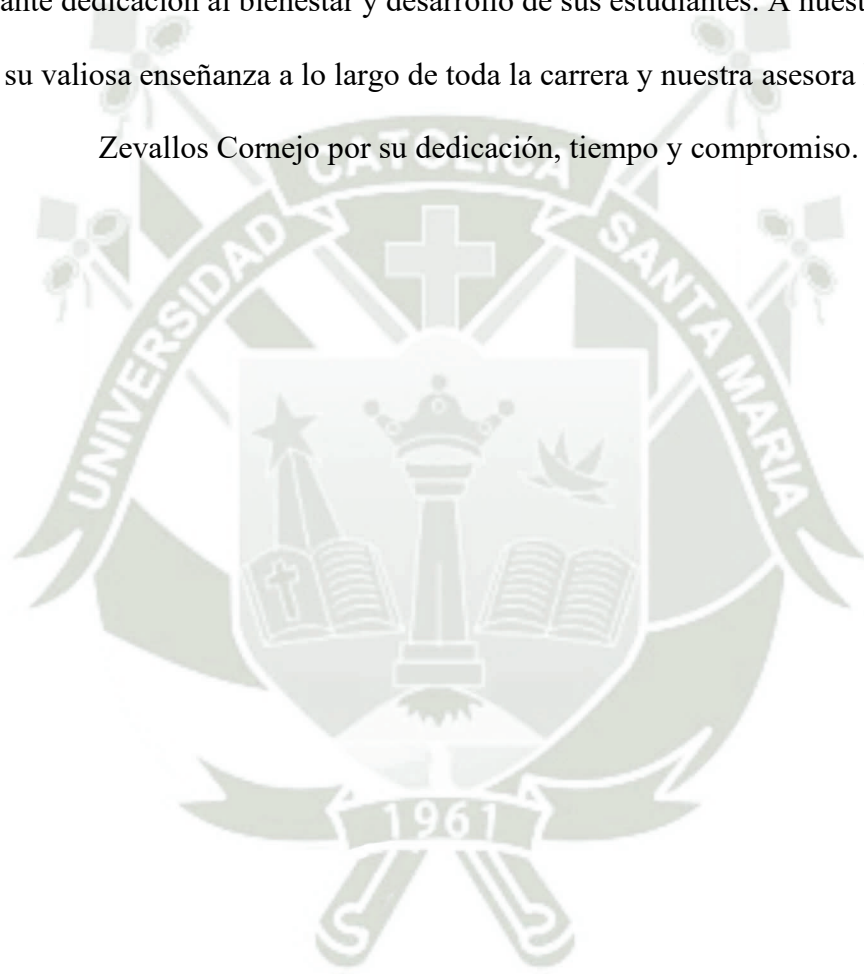 ante dedicación al bienestar y desarrollo de sus estudiantes. A nuest
su valiosa enseñanza a lo largo de toda la carrera y nuestra asesora
Zevallos Cornejo por su dedicación, tiempo y compromiso.
UNIVERSIDAD CATOLICA SANTA MARIA
1961